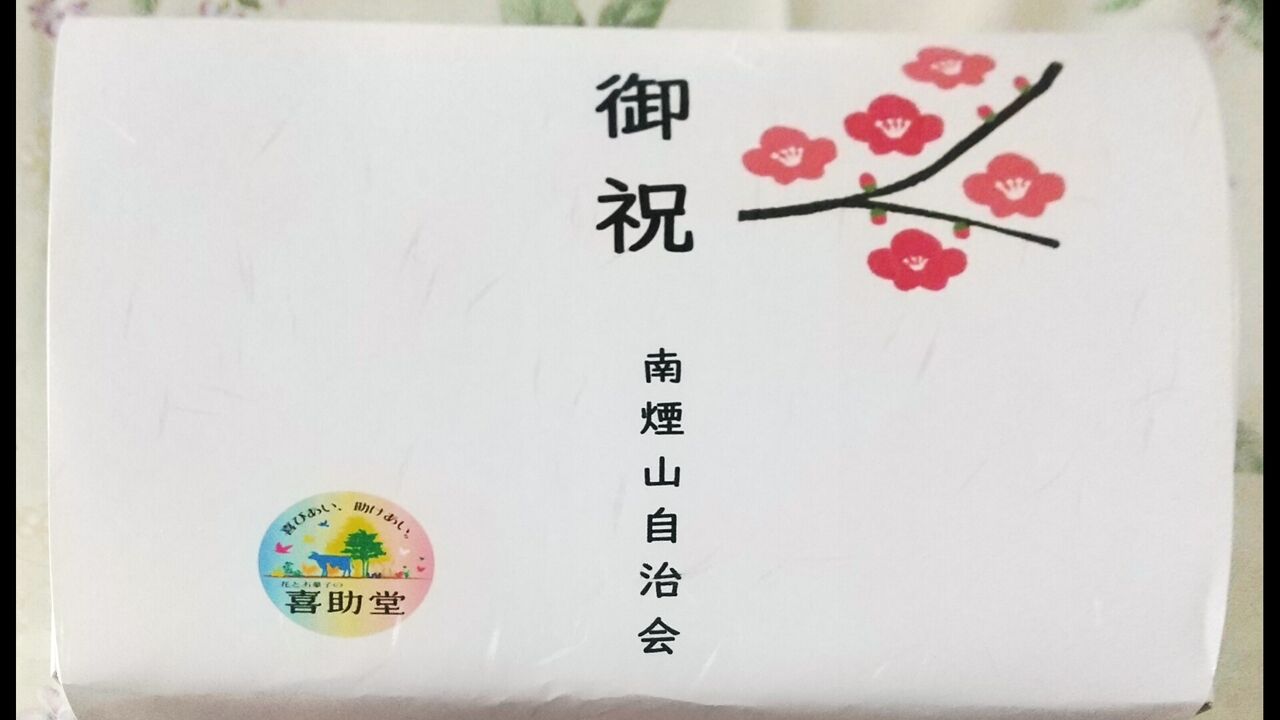 御祝
南煙山自治会
喜びあい、助けあい。
花とお菓子の
喜助堂